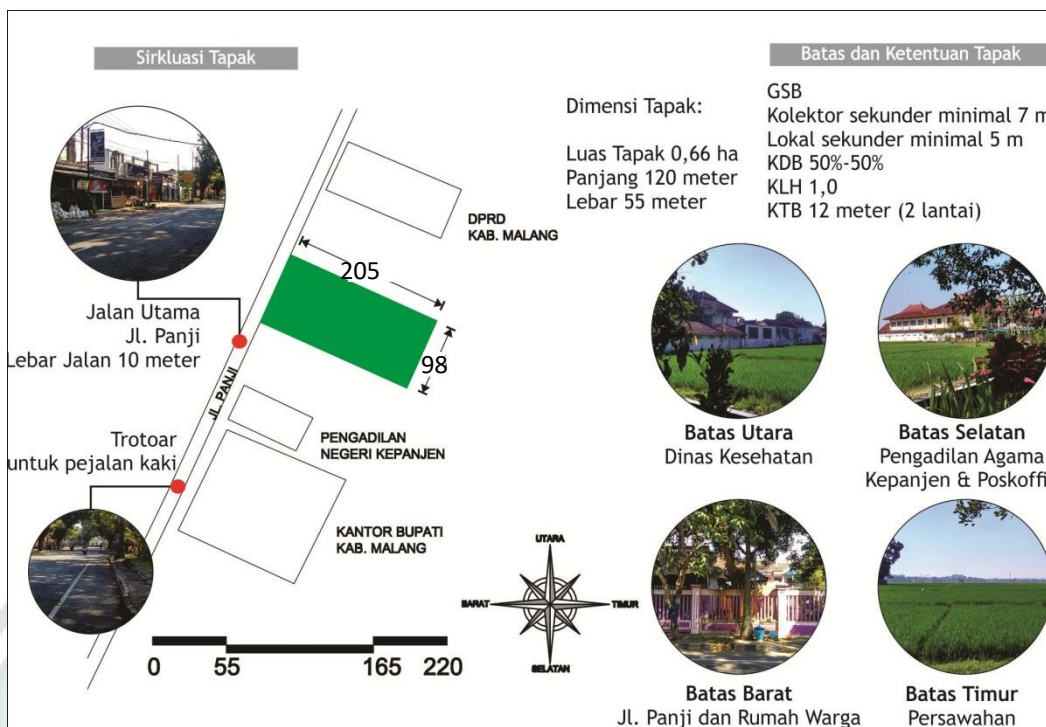 Sirkluasi Tapak
Batas dan Ketentuan Tapak
Dimensi Tapak:
Luas Tapak 0,66 ha
Panjang 120 meter
Lebar 55 meter
GSB
Kolektor sekunder minimal 7 m
Lokal sekunder minimal 5 m
KDB 50%-50%
KLH 1,0
KTB 12 meter (2 lantai)
DPRD
KAB. MALANG
205
98
Jalan Utama
Jl. Panji
Lebar Jalan 10 meter
JL. PANJI
Trotoar
untuk pejalan kaki
PENGADILAN
NEGERI KEPANJEN
KANTOR BUPATI
KAB. MALANG
Batas Utara
Dinas Kesehatan
Batas Selatan
Pengadilan Agama
Kepanjen & Poskoffi
UTARA
BARAT
TIMUR
SELATAN
0 55 165 220
Batas Barat
Jl. Panji dan Rumah Warga
Batas Timur
Persawahan